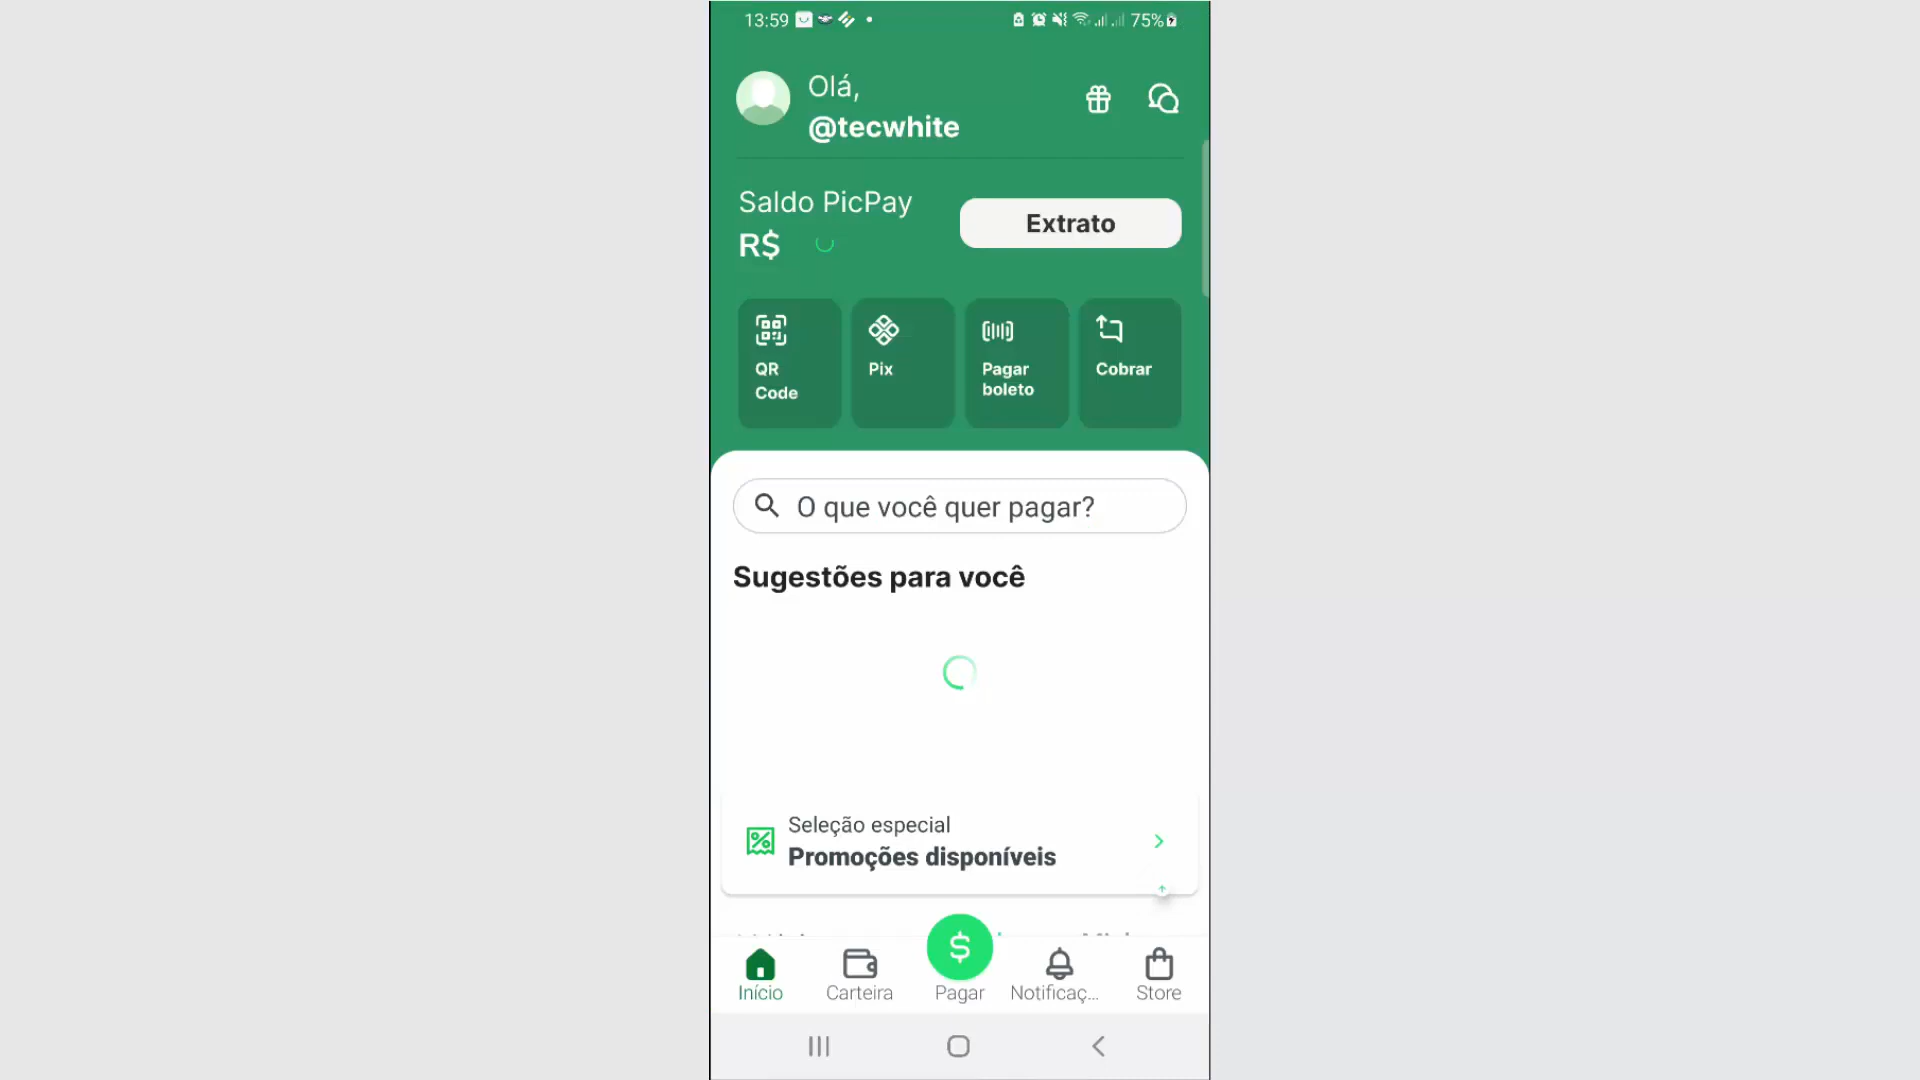 13:59
75%
Olá,
@tecwhite
Saldo PicPay
R$
Extrato
QR
Code
Pix
Pagar
boleto
Cobrar
O que você quer pagar?
Sugestões para você
Seleção especial
Promoções disponíveis
$
Início
Carteira
Pagar
Notificaç...
Store